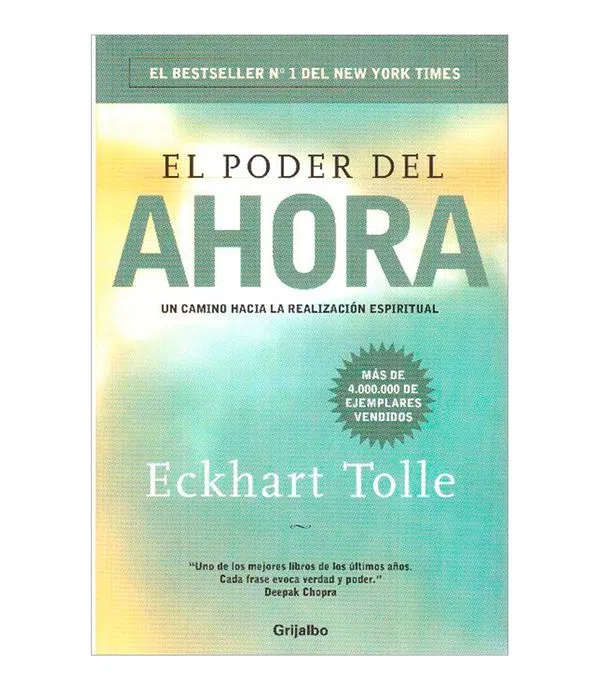 EL BESTSELLER Nº 1 DEL NEW YORK TIMES
EL PODER DEL
AHORA
UN CAMINO HACIA LA REALIZACIÓN ESPIRITUAL
MÁS DE
4.000.000 DE
EJEMPLARES
VENDIDOS
Eckhart Tolle
“Uno de los mejores libros de los últimos años.
Cada frase evoca verdad y poder.”
Deepak Chopra
Grijalbo